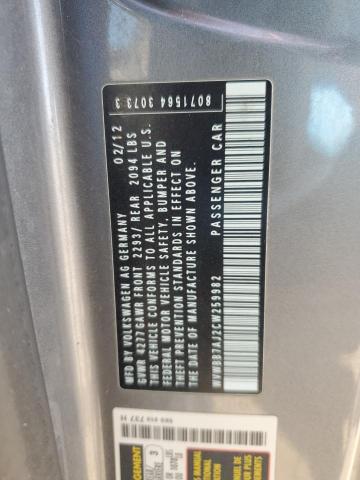 8071564 3073 3
MFD. BY VOLKSWAGEN AG GERMANY 02/12
GVWR 4272 LBS GAWR FRONT 2293/ REAR 2094 LBS
THIS VEHICLE CONFORMS TO ALL APPLICABLE U.S.
FEDERAL MOTOR VEHICLE SAFETY, BUMPER AND
THEFT PREVENTION STANDARDS IN EFFECT ON
DATE OF MANUFACTURE SHOWN ABOVE.
WVWBB7AJ2CW259982 PASSENGER CAR
737 H